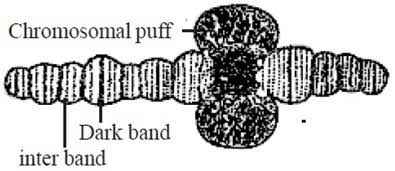 Chromosomal puff
Dark band
inter band